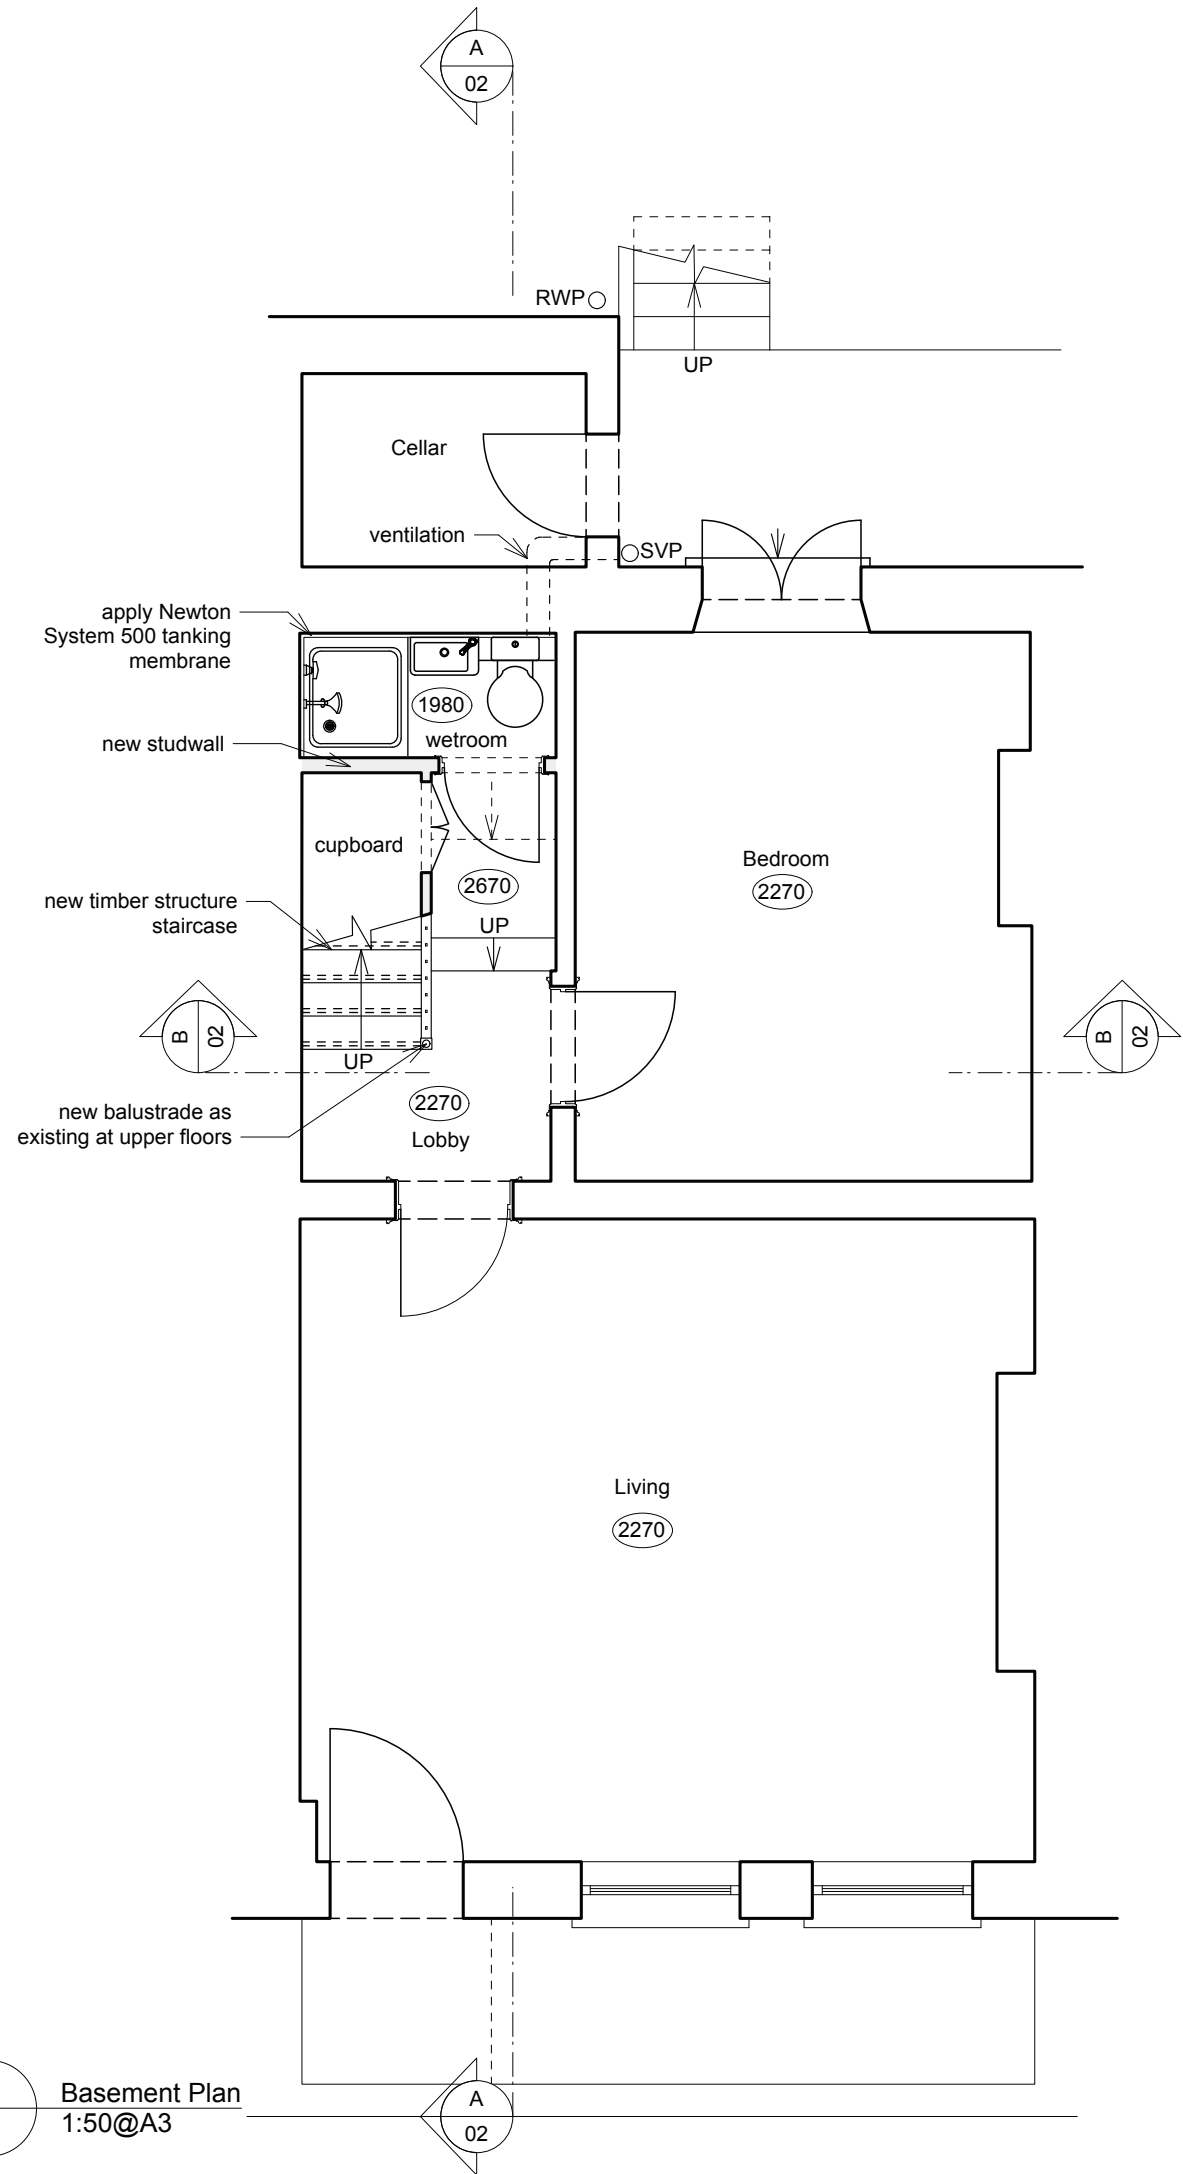 A
02
RWP
UP
Cellar
ventilation
SVP
apply Newton
System 500 tanking
membrane
1980
wetroom
new studwall
cupboard
Bedroom
2270
2670
new timber structure
staircase
UP
B
02
B
02
UP
new balustrade as
existing at upper floors
2270
Lobby
Living
2270
Basement Plan
1:50@A3
A
02